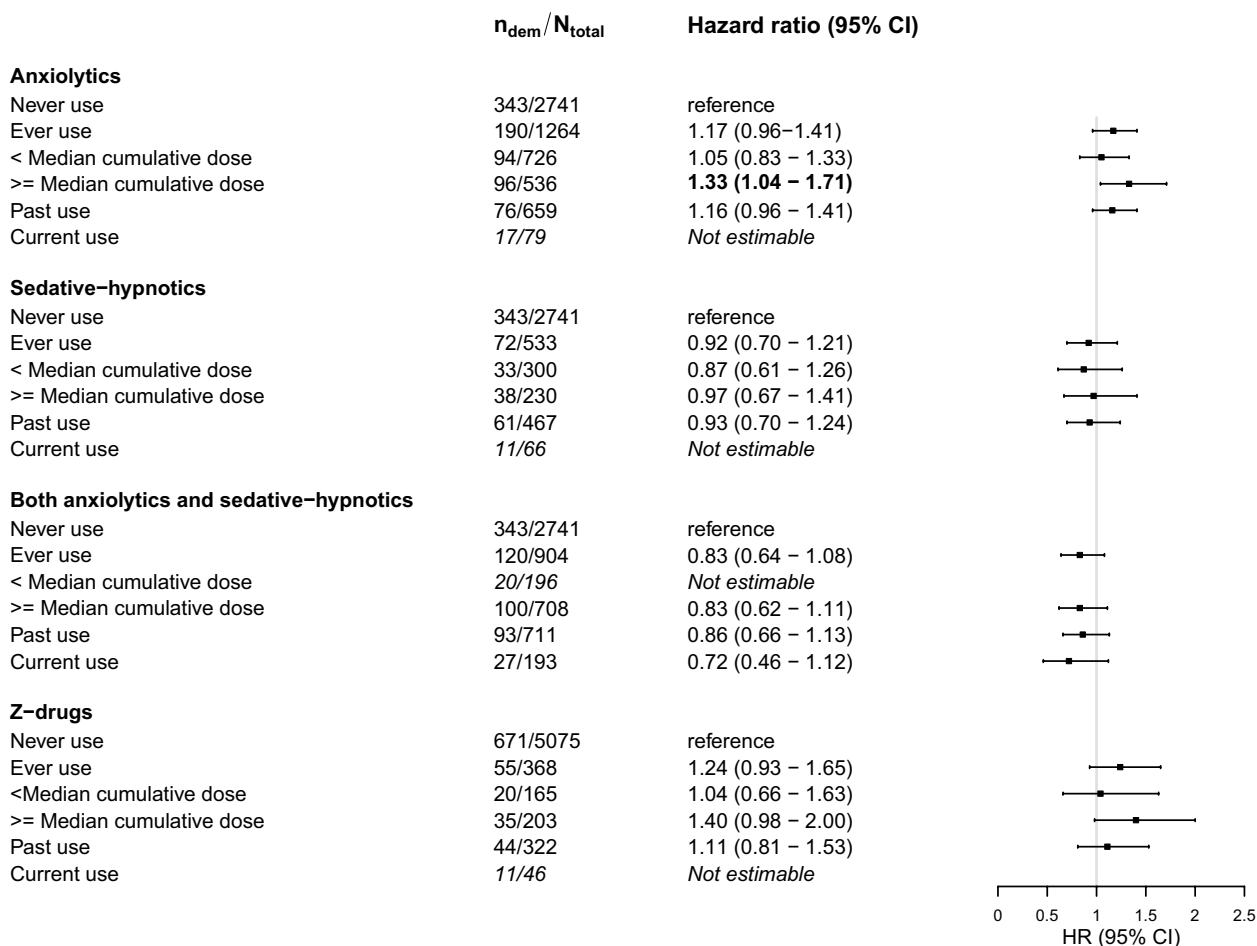 n_dem/N_total Hazard ratio (95% CI)
Anxiolytics
Never use 343/2741 reference
Ever use 190/1264 1.17 (0.96−1.41)
< Median cumulative dose 94/726 1.05 (0.83 − 1.33)
>= Median cumulative dose 96/536 1.33 (1.04 − 1.71)
Past use 76/659 1.16 (0.96 − 1.41)
Current use 17/79 Not estimable
Sedative−hypnotics
Never use 343/2741 reference
Ever use 72/533 0.92 (0.70 − 1.21)
< Median cumulative dose 33/300 0.87 (0.61 − 1.26)
>= Median cumulative dose 38/230 0.97 (0.67 − 1.41)
Past use 61/467 0.93 (0.70 − 1.24)
Current use 11/66 Not estimable
Both anxiolytics and sedative−hypnotics
Never use 343/2741 reference
Ever use 120/904 0.83 (0.64 − 1.08)
< Median cumulative dose 20/196 Not estimable
>= Median cumulative dose 100/708 0.83 (0.62 − 1.11)
Past use 93/711 0.86 (0.66 − 1.13)
Current use 27/193 0.72 (0.46 − 1.12)
Z−drugs
Never use 671/5075 reference
Ever use 55/368 1.24 (0.93 − 1.65)
<Median cumulative dose 20/165 1.04 (0.66 − 1.63)
>= Median cumulative dose 35/203 1.40 (0.98 − 2.00)
Past use 44/322 1.11 (0.81 − 1.53)
Current use 11/46 Not estimable
0 0.5 1 1.5 2 2.5
HR (95% CI)